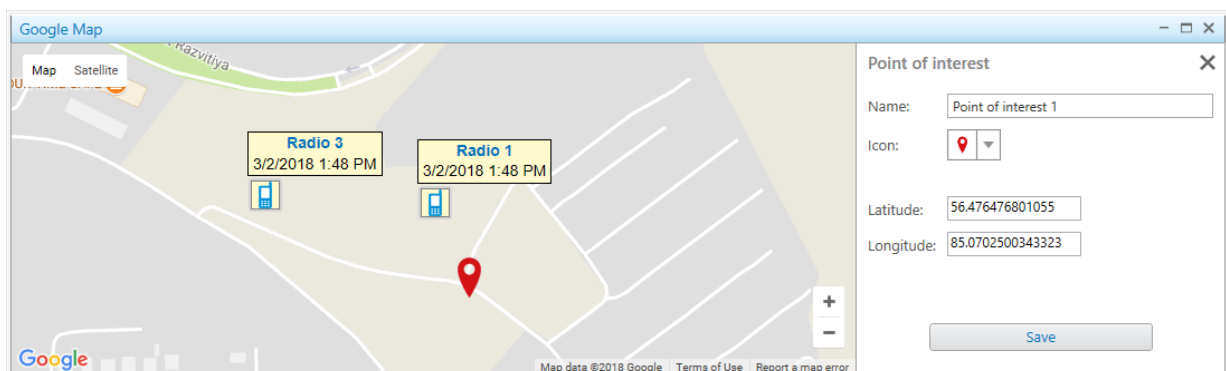 Google Map
Razvitiya
Map Satellite
Radio 3
3/2/2018 1:48 PM
Radio 1
3/2/2018 1:48 PM
+
−
Google
Map data ©2018 Google Terms of Use Report a map error
Point of interest
Name: Point of interest 1
Icon:
Latitude: 56.476476801055
Longitude: 85.0702500343323
Save